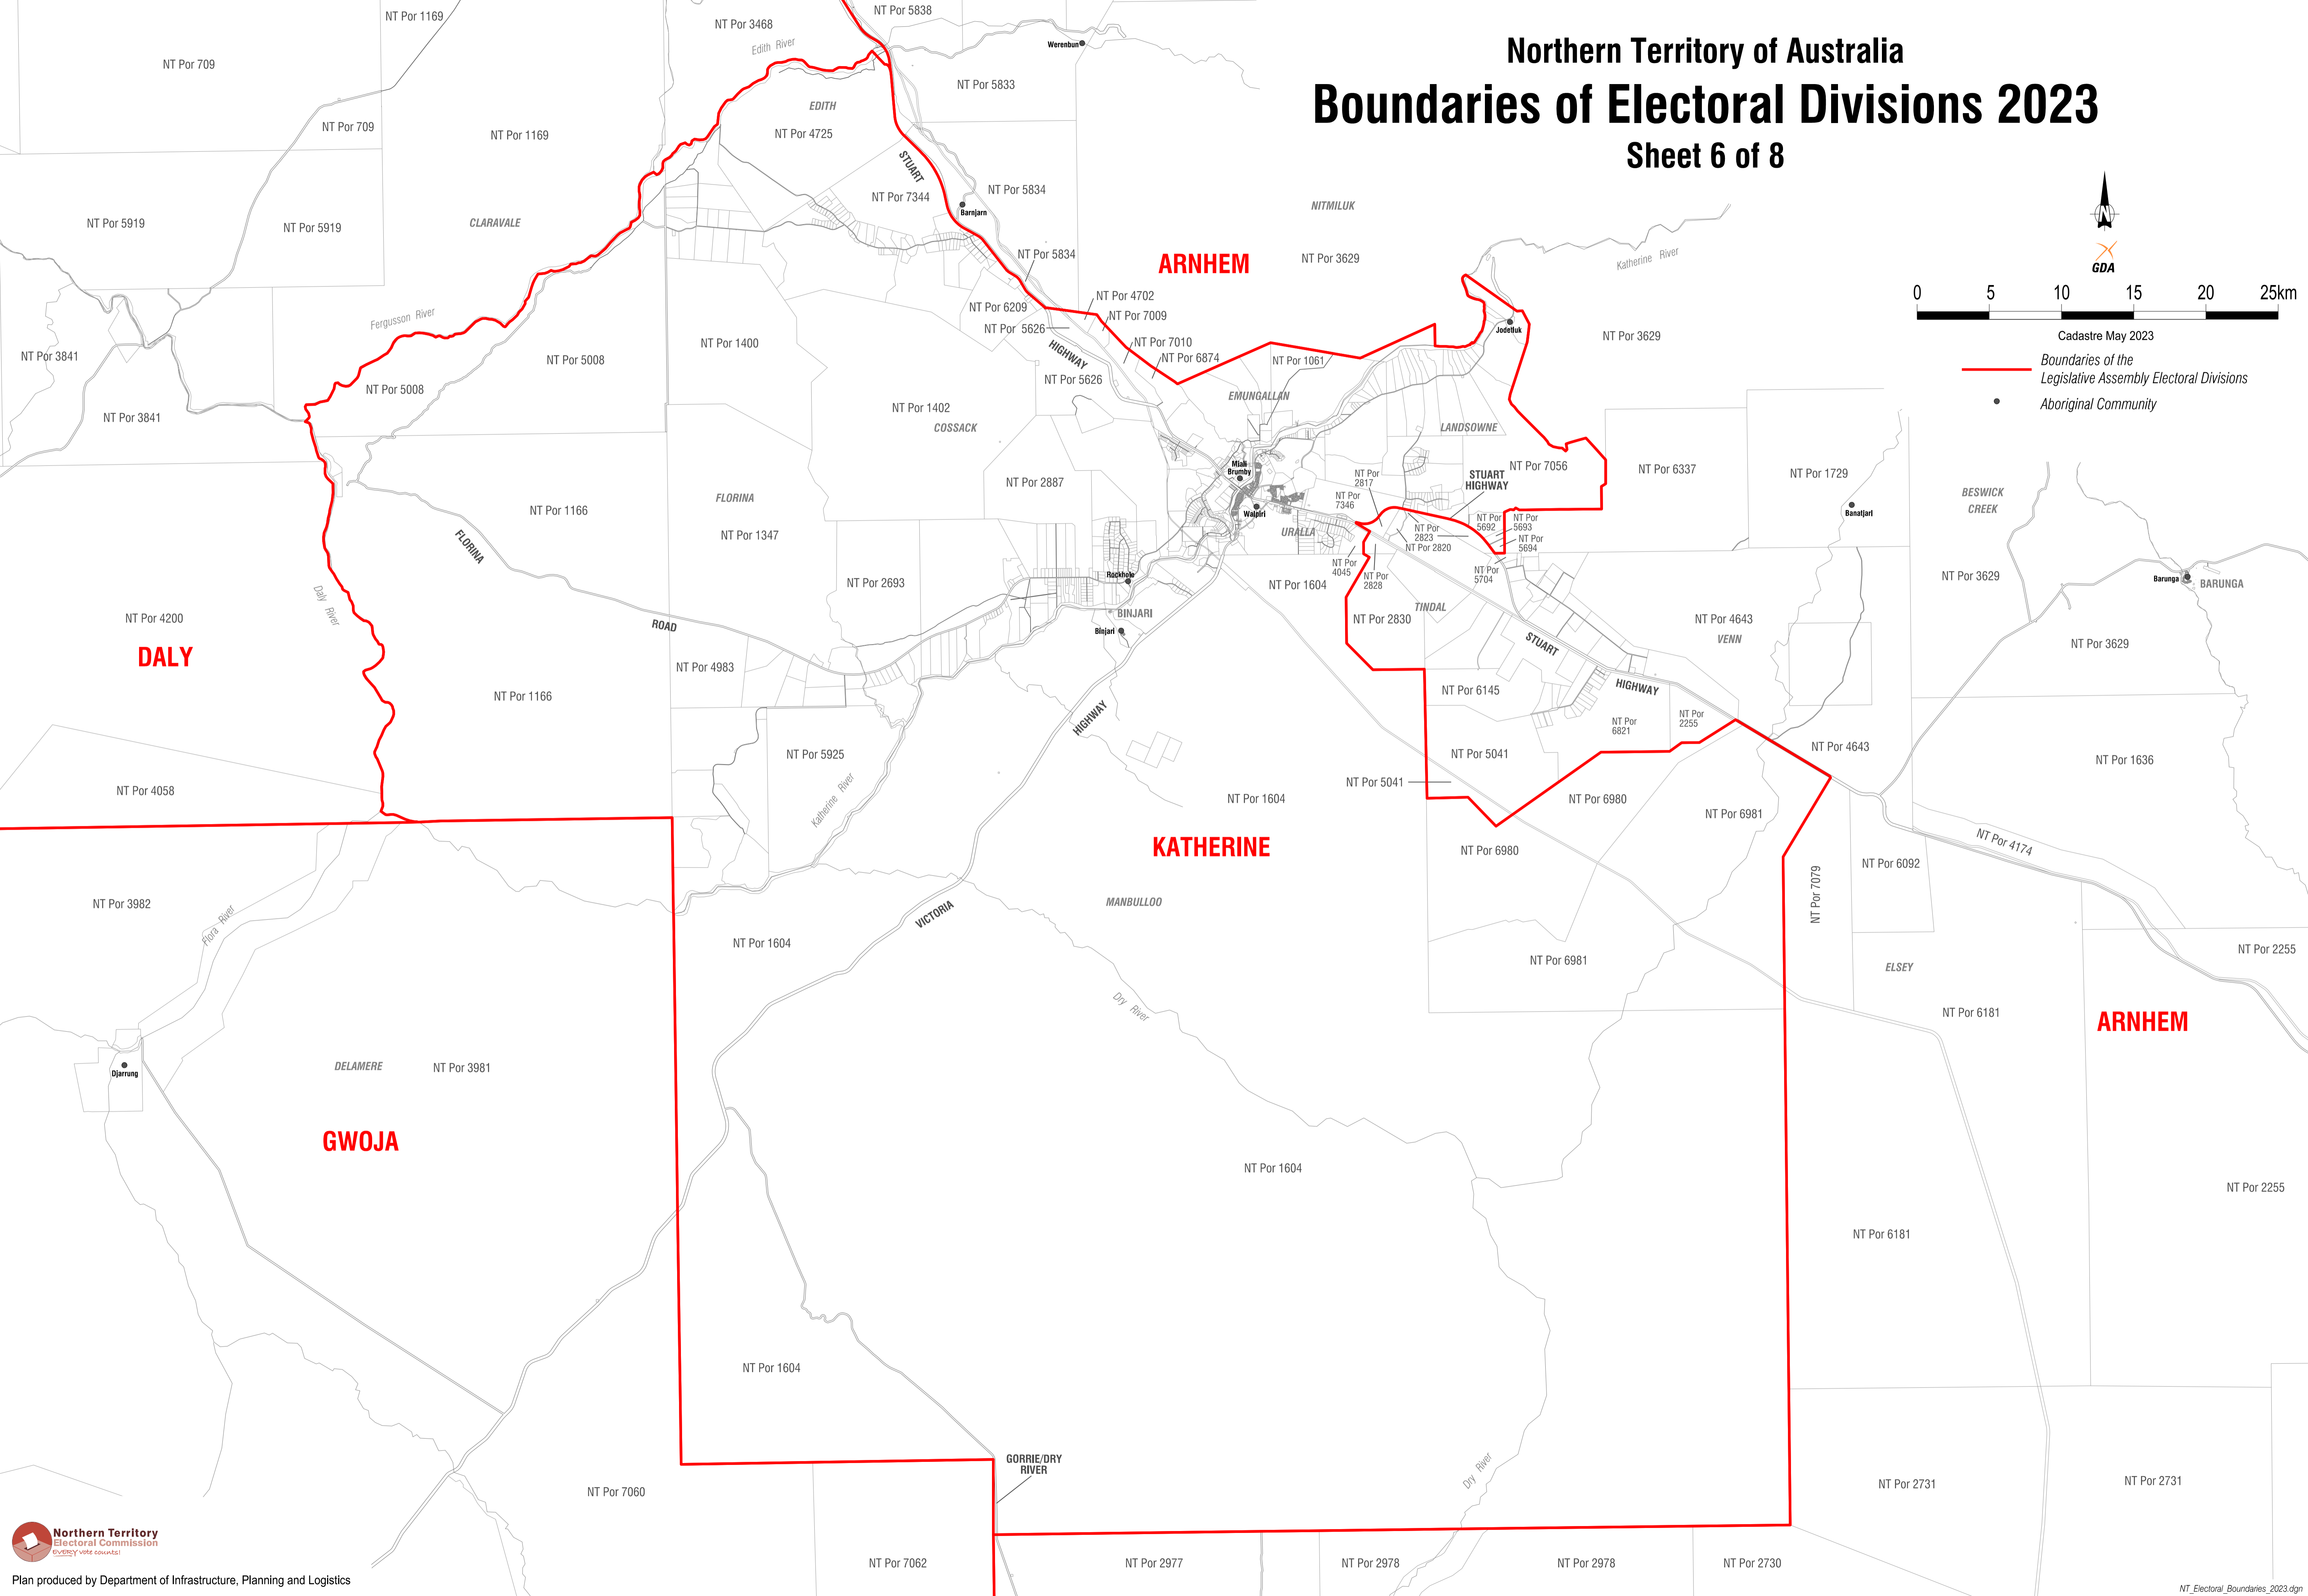 Northern Territory of Australia
Boundaries of Electoral Divisions 2023
Sheet 6 of 8
GDA
0 5 10 15 20 25km
Cadastre May 2023
Boundaries of the
Legislative Assembly Electoral Divisions
Aboriginal Community
NT Por 1169
NT Por 3468
NT Por 5838
Edith River
Werenbun
NT Por 709
NT Por 5833
NT Por 709
NT Por 1169
EDITH
NT Por 4725
STUART
NT Por 7344
NT Por 5834
Barnjarn
NT Por 5919
NT Por 5919
CLARAVALE
NITMILUK
NT Por 5834
ARNHEM
NT Por 3629
Katherine River
NT Por 4702
NT Por 6209
NT Por 7009
NT Por 5626
Fergusson River
Jodetluk
NT Por 3629
NT Por 3841
NT Por 5008
NT Por 1400
HIGHWAY
NT Por 7010
NT Por 6874
NT Por 1061
NT Por 5008
NT Por 5626
EMUNGALLAN
NT Por 3841
NT Por 1402
COSSACK
LANDSOWNE
Miali
Brumby
NT Por
2817
STUART
HIGHWAY
NT Por 7056
NT Por 6337
NT Por 1729
NT Por 2887
FLORINA
NT Por
7346
BESWICK
CREEK
NT Por 1166
Walpiri
Banatjari
NT Por 1347
FLORINA
URALLA
NT Por
2823
NT Por
5692
NT Por
5693
NT Por
5694
NT Por 2820
NT Por
4045
NT Por
2828
NT Por
5704
NT Por 2693
Rockhole
NT Por 1604
NT Por 3629
Barunga
BARUNGA
Daly River
BINJARI
TINDAL
NT Por 4200
ROAD
Binjari
NT Por 2830
NT Por 4643
VENN
STUART
NT Por 3629
DALY
NT Por 4983
HIGHWAY
NT Por 1166
NT Por 6145
HIGHWAY
NT Por
6821
NT Por
2255
NT Por 5925
NT Por 5041
NT Por 4643
NT Por 1636
NT Por 4058
Katherine River
NT Por 5041
NT Por 1604
NT Por 6980
NT Por 6981
KATHERINE
NT Por 6980
NT Por 4174
NT Por 6092
NT Por 7079
NT Por 3982
Flora River
VICTORIA
MANBULLOO
NT Por 1604
NT Por 6981
NT Por 2255
ELSEY
Dry River
NT Por 6181
ARNHEM
Djarrung
DELAMERE
NT Por 3981
GWOJA
NT Por 1604
NT Por 2255
NT Por 6181
NT Por 1604
GORRIE/DRY
RIVER
Dry River
NT Por 7060
NT Por 2731
NT Por 2731
NT Por 7062
NT Por 2977
NT Por 2978
NT Por 2978
NT Por 2730
Northern Territory
Electoral Commission
EVERY vote counts!
Plan produced by Department of Infrastructure, Planning and Logistics
NT_Electoral_Boundaries_2023.dgn